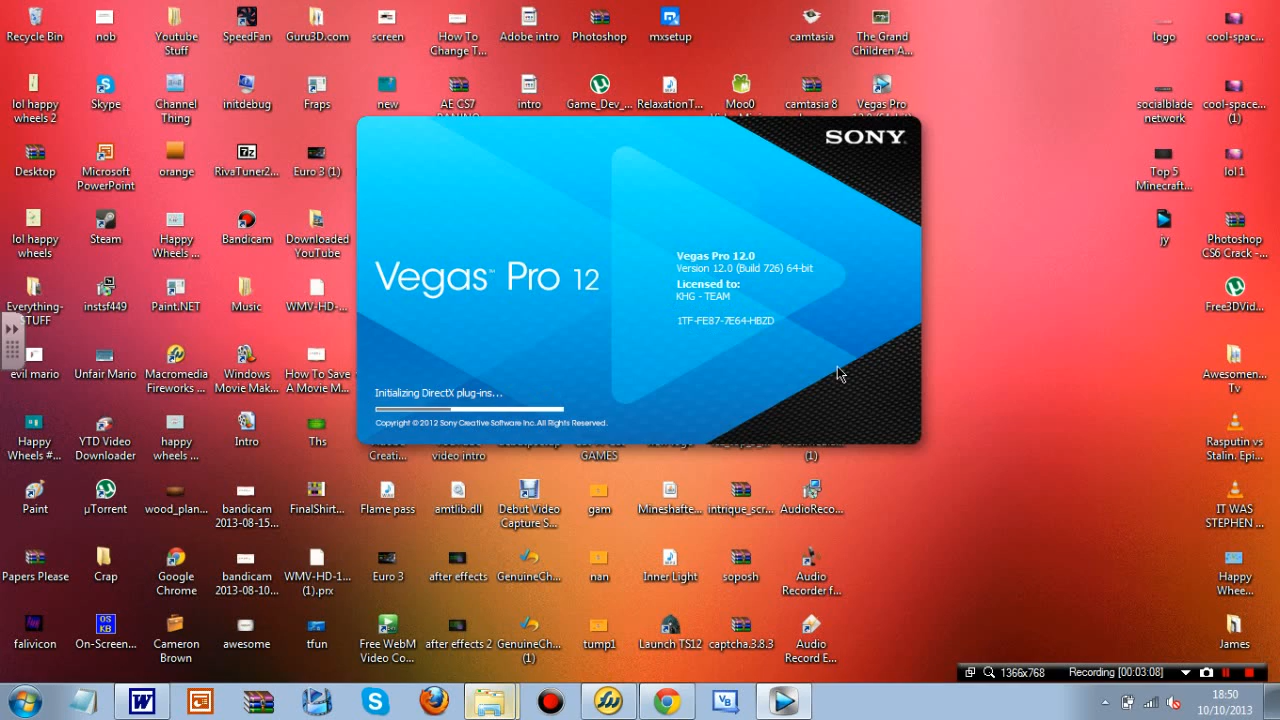 Recycle Bin
nob
Youtube
Stuff
SpeedFan
Guru3D.com
screen
How To
Change T...
Adobe intro
Photoshop
mxsetup
camtasia
The Grand
Children A...
logo
cool-spac...
lol happy
wheels 2
Skype
Channel
Thing
initdebug
Fraps
new
AE CS7
intro
Game_Dev_...
RelaxationT...
Moo0
camtasia 8
Vegas Pro
socialblade
network
cool-space...
(1)
Desktop
Microsoft
PowerPoint
orange
RivaTuner2...
Euro 3 (1)
Top 5
Minecraft...
lol 1
lol happy
wheels
Steam
Happy
Wheels ...
Bandicam
Downloaded
YouTube
jy
Photoshop
CS6 Crack -...
Everything-
STUFF
instsf449
Paint.NET
Music
WMV-HD-...
Free3DVid...
evil mario
Unfair Mario
Macromedia
Fireworks ...
Windows
Movie Mak...
How To Save
A Movie M...
Awesomen...
Tv
Happy
Wheels #...
YTD Video
Downloader
happy
wheels ...
Intro
Ths
Creati...
video intro
GAMES
(1)
Rasputin vs
Stalin. Epi...
SONY
Vegas™ Pro 12
Vegas Pro 12.0
Version 12.0 (Build 726) 64-bit
Licensed to:
KHG - TEAM
1TF-FE87-7E64-HBZD
Initializing DirectX plug-ins...
Copyright © 2012 Sony Creative Software Inc. All Rights Reserved.
Paint
µTorrent
wood_plan...
bandicam
2013-08-15...
FinalShirt...
Flame pass
amtlib.dll
Debut Video
Capture S...
gam
Mineshafte...
intrique_scr...
AudioReco...
IT WAS
STEPHEN ...
Papers Please
Crap
Google
Chrome
bandicam
2013-08-10...
WMV-HD-1...
(1).prx
Euro 3
after effects
GenuineCh...
nan
Inner Light
soposh
Audio
Recorder f...
Happy
Whee...
falivicon
OS
KB
On-Screen...
Cameron
Brown
awesome
tfun
Free WebM
Video Co...
after effects 2
GenuineCh...
(1)
tump1
Launch TS12
captcha.3.8.3
Audio
Record E...
James
1366x768
Recording [00:03:08]
18:50
10/10/2013